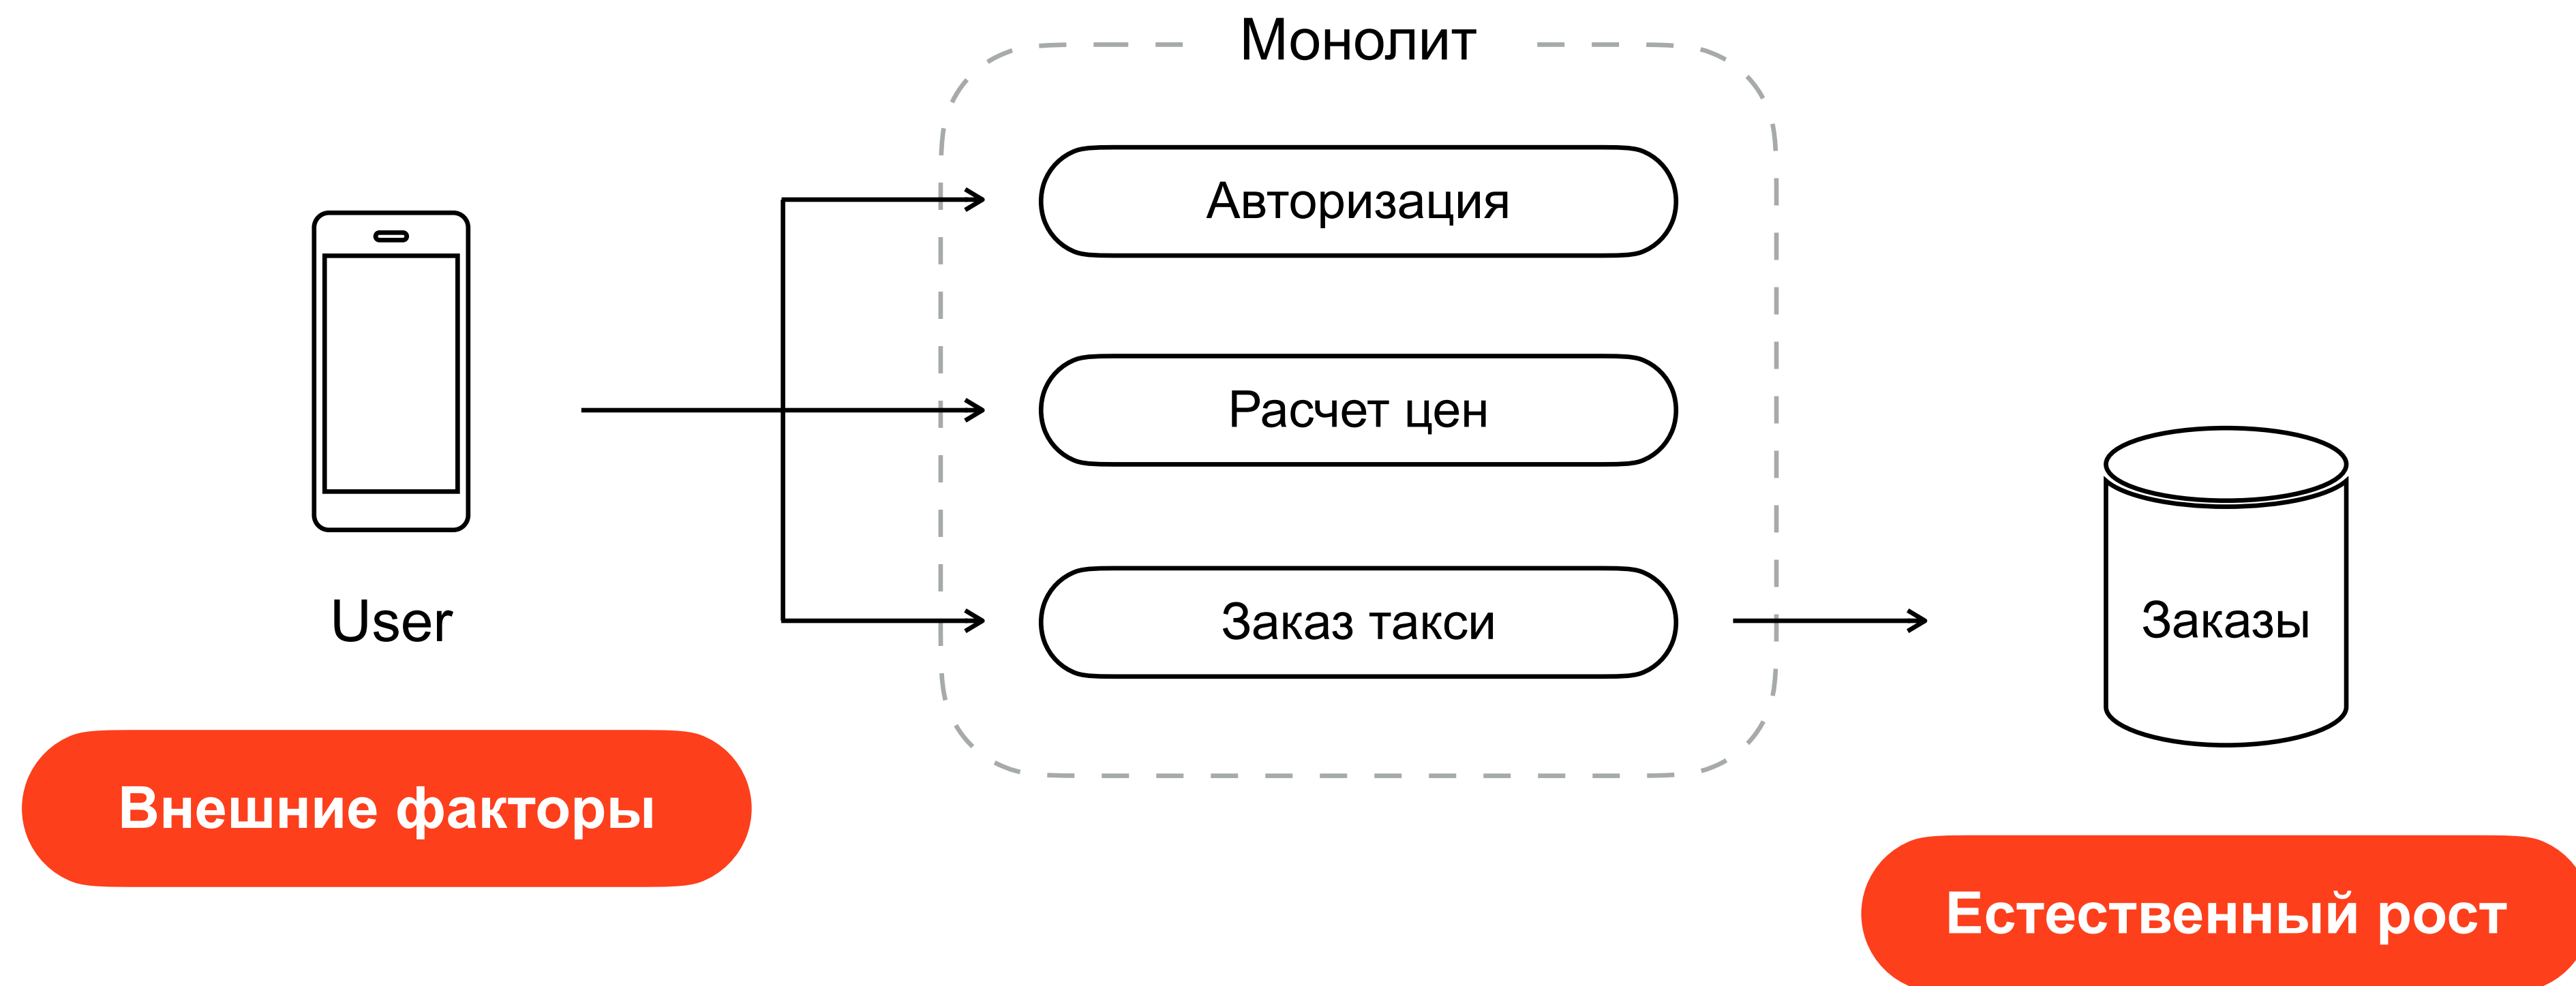 Монолит
Авторизация
Расчет цен
Заказ такси
User
Заказы
Внешние факторы
Естественный рост